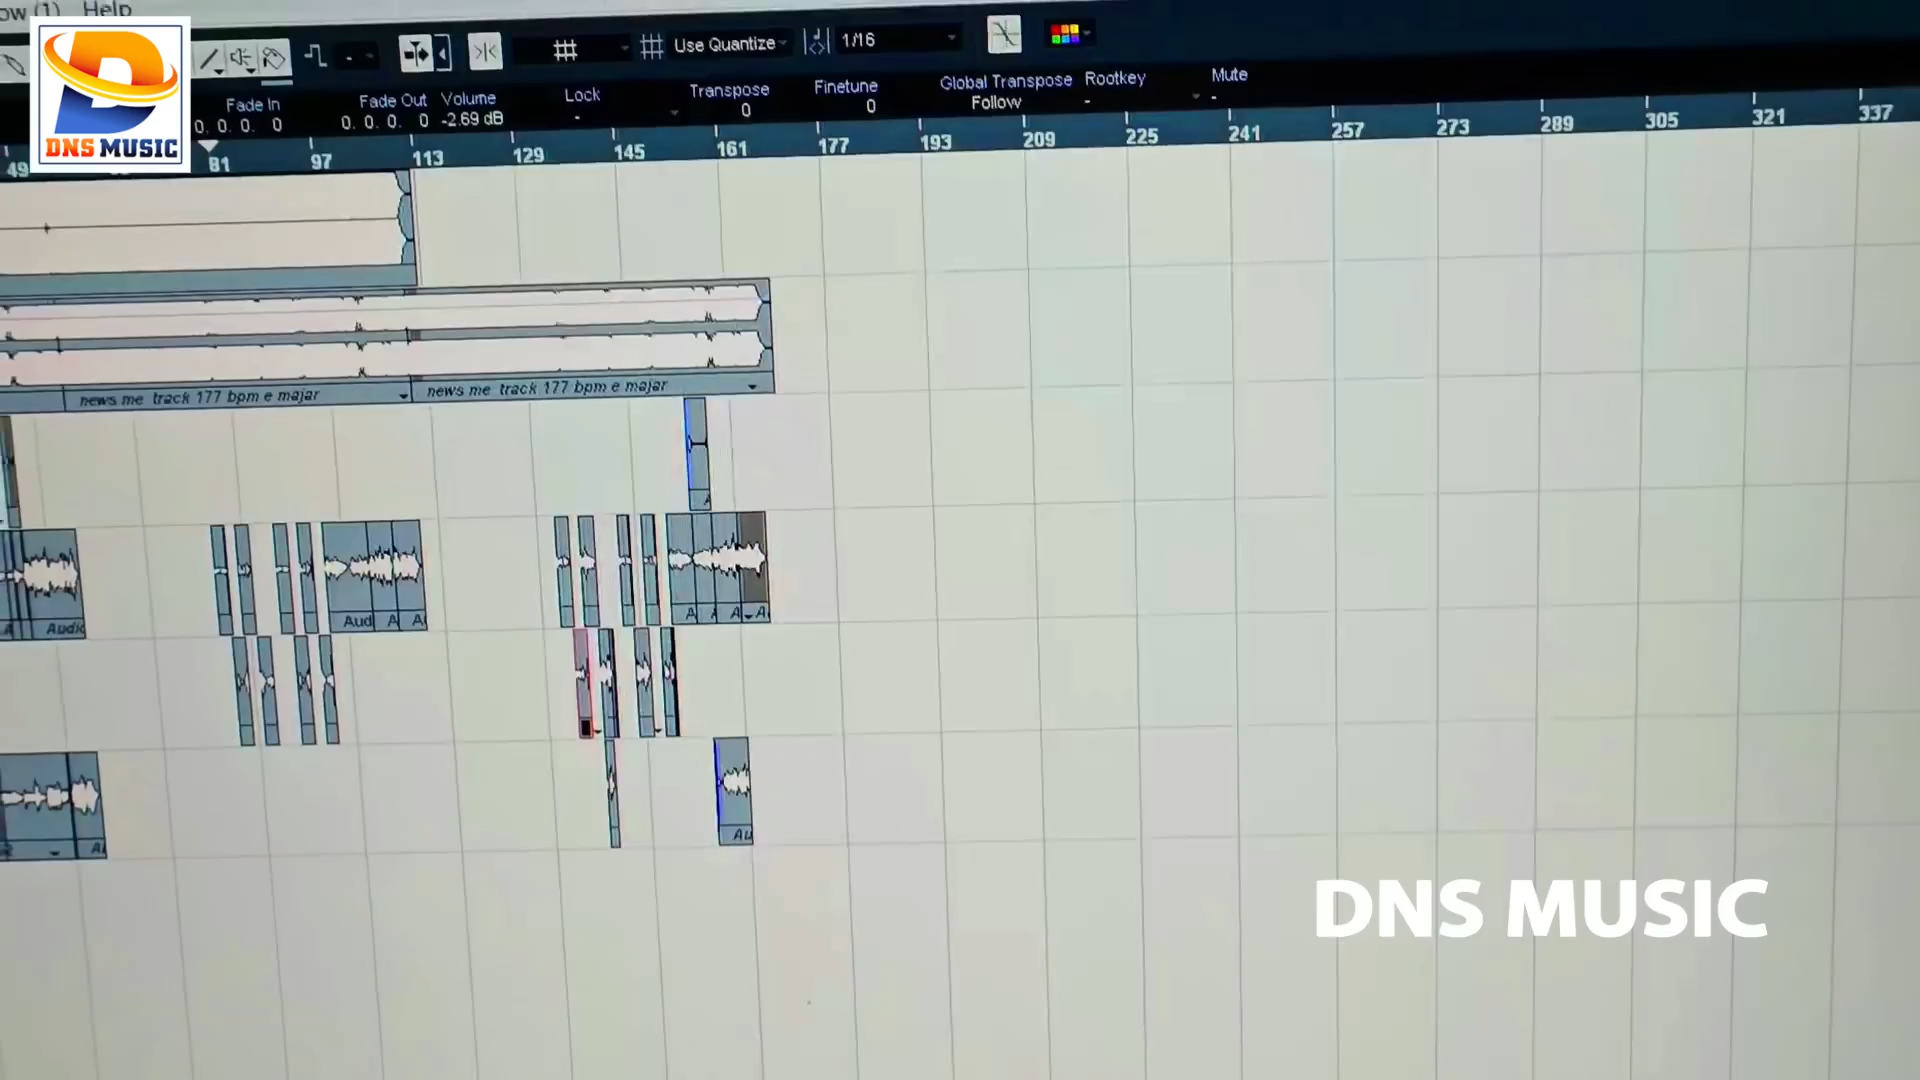 Help
DNS MUSIC
Use Quantize
1/16
Fade In
0. 0. 0. 0
Fade Out
0. 0. 0. 0
Volume
-2.69 dB
Lock
-
Transpose
0
Finetune
0
Global Transpose
Follow
Rootkey
-
Mute
-
49 81 97 113 129 145 161 177 193 209 225 241 257 273 289 305 321 337
news me track 177 bpm e majar
news me track 177 bpm e majar
Aud A A
A A A
Au
DNS MUSIC